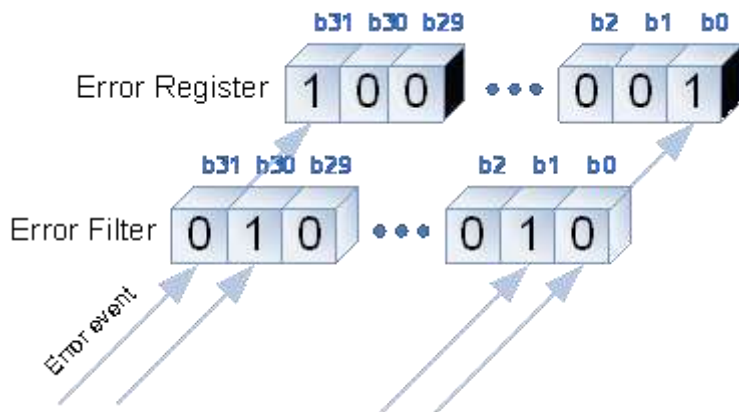 b31 b30 b29 b2 b1 b0
Error Register 1 0 0 ••• 0 0 1
b31 b30 b29 b2 b1 b0
Error Filter 0 1 0 ••• 0 1 0
Error event